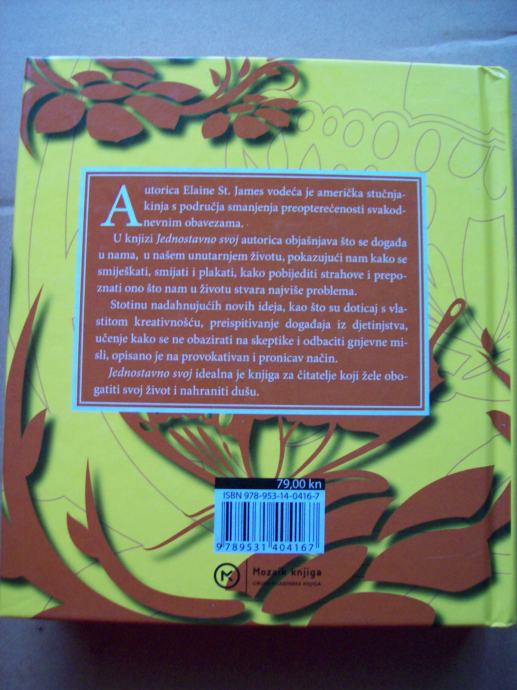 Autorica Elaine St. James vodeća je američka stučnja-
kinja s područja smanjenja preopterećenosti svakod-
nevnim obavezama.
U knjizi Jednostavno svoj autorica objašnjava što se događa
u nama, u našem unutarnjem životu, pokazujući nam kako se
smiješkati, smijati i plakati, kako pobijediti strahove i prepo-
znati ono što nam u životu stvara najviše problema.
Stotinu nadahnujućih novih ideja, kao što su doticaj s vla-
stitom kreativnošću, preispitivanje događaja iz djetinjstva,
učenje kako se ne obazirati na skeptike i odbaciti gnjevne mi-
sli, opisano je na provokativan i pronicav način.
Jednostavno svoj idealna je knjiga za čitatelje koji žele obo-
gatiti svoj život i nahraniti dušu.
79,00 kn
ISBN 978-953-14-0416-7
9789531404167
M
Mozaik knjiga